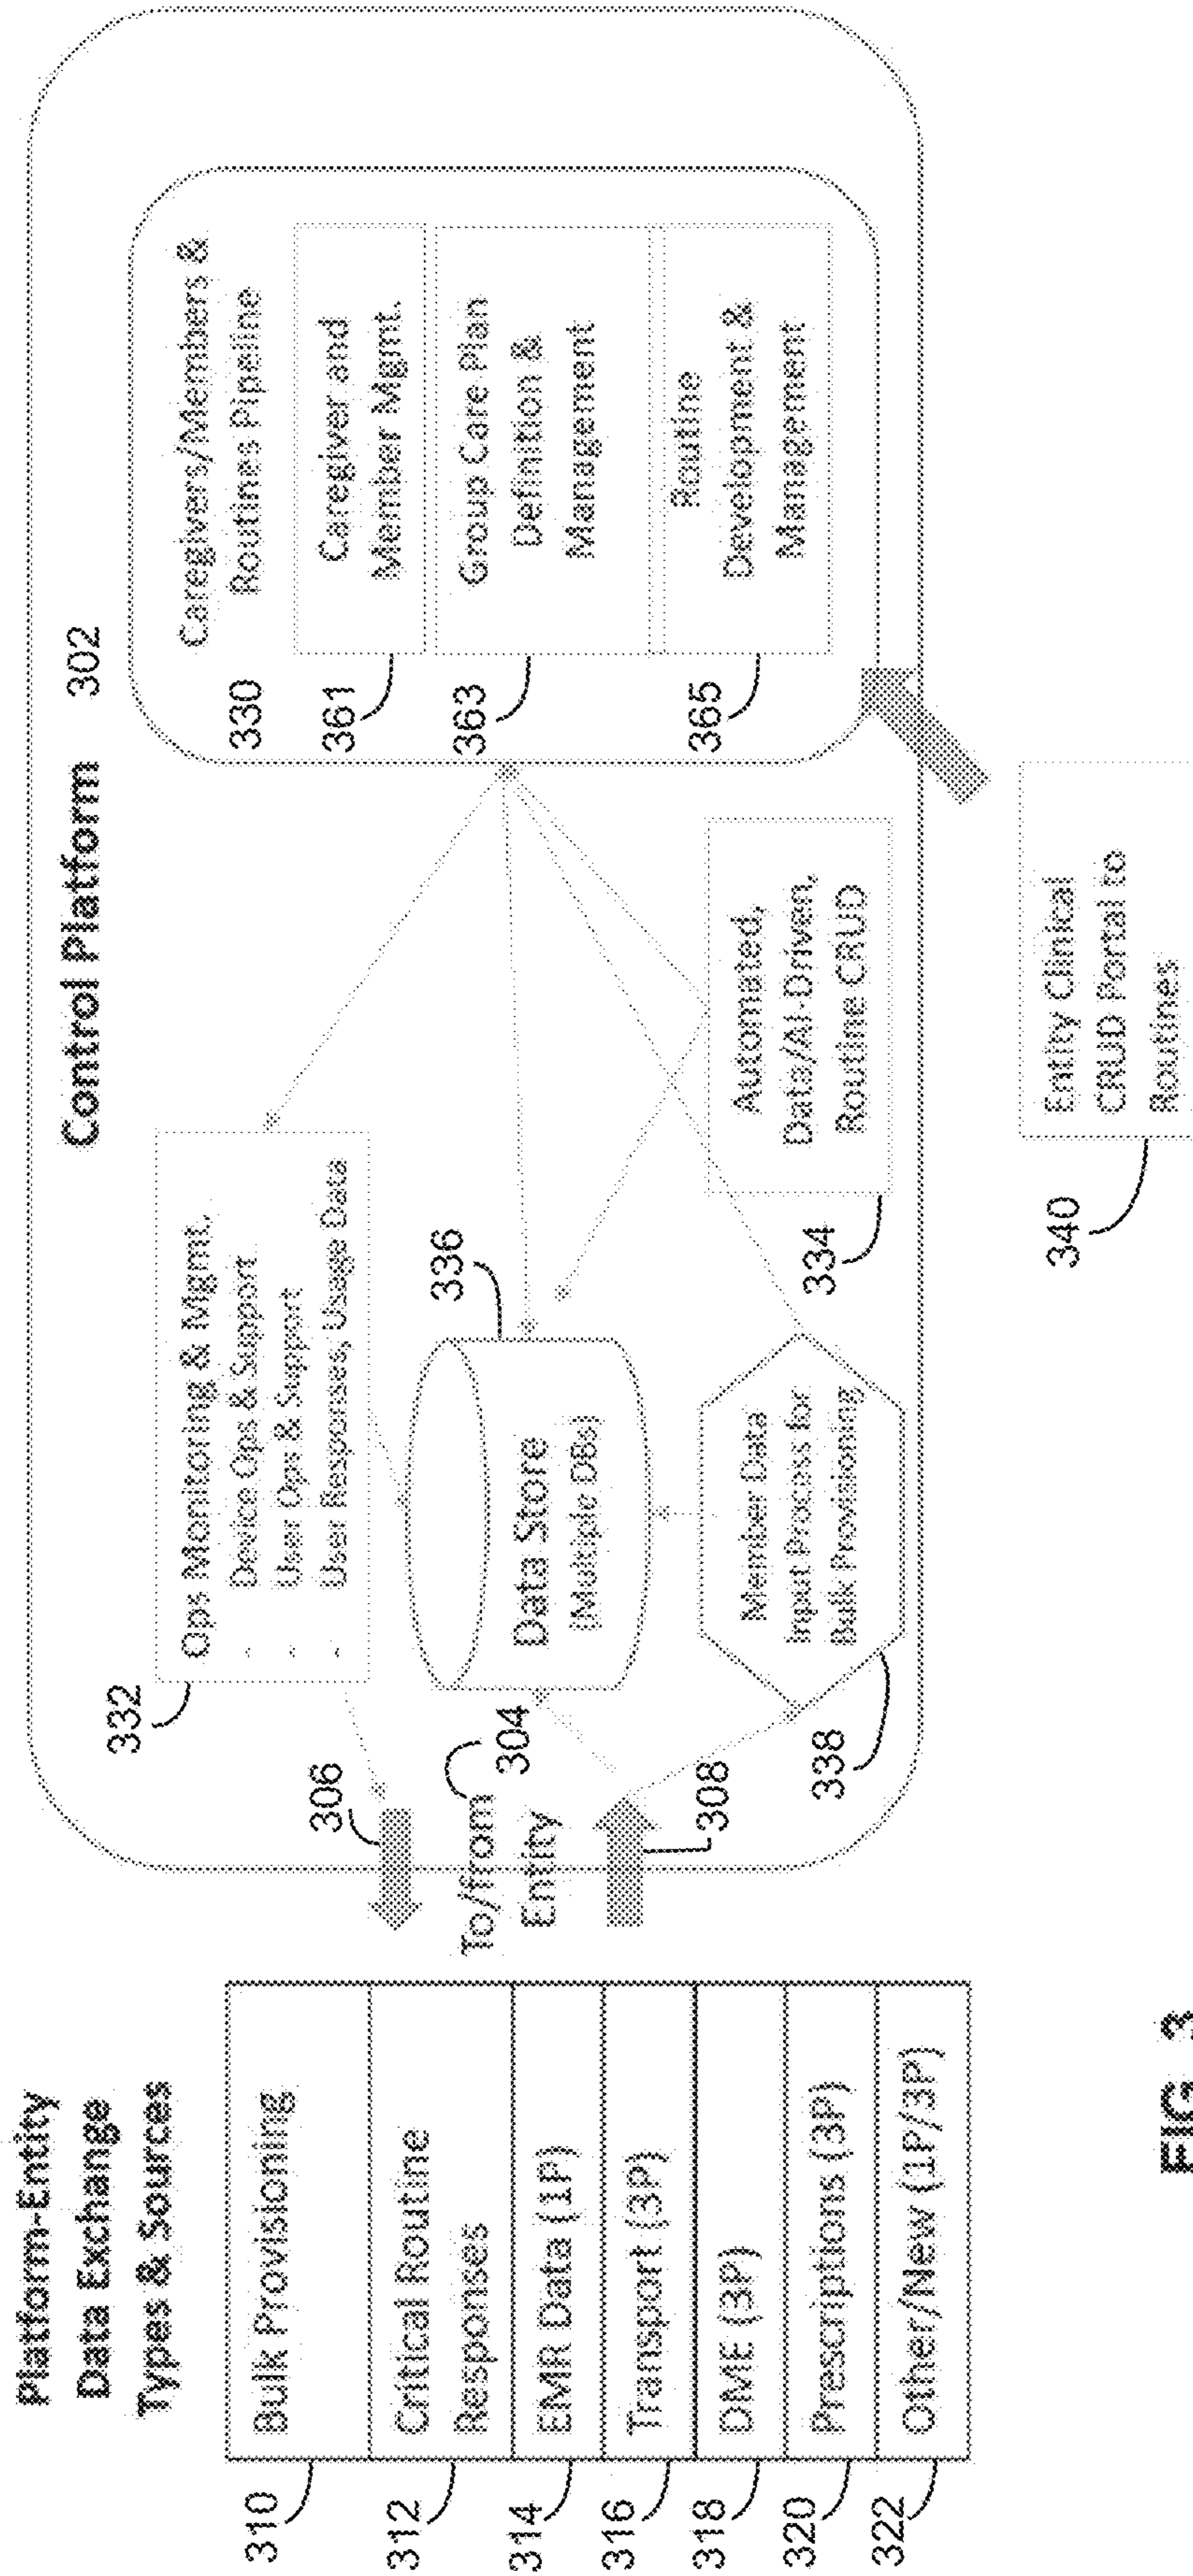 Platform-Entity
Data Exchange
Types & Sources
310
Bulk Provisioning
312
Critical Routine
Responses
314
EMR Data (1P)
316
Transport (3P)
318
DME (3P)
320
Prescriptions (3P)
322
Other/New (1P/3P)
Control Platform 302
306
To/from
Entity
304
308
332
Ops Monitoring & Mgmt.
- Device Ops & Support
- User Ops & Support
- User Responses, Usage Data
336
Data Store
[Multiple DBs]
338
Member Data
Input Process for
Bulk Provisioning
334
Automated,
Data/AI-Driven,
Routine CRUD
330
Caregivers/Members &
Routines Pipeline
361
Caregiver and
Member Mgmt.
363
Group Care Plan
Definition &
Management
365
Routine
Development &
Management
340
Entity Clinical
CRUD Portal to
Routines
FIG. 3